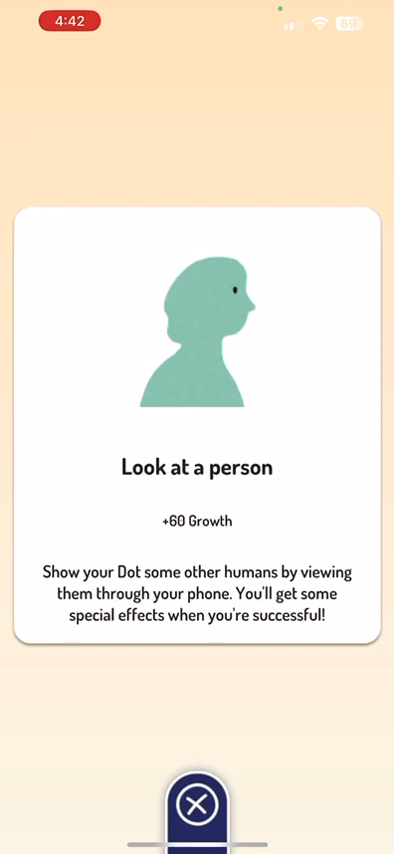 4:42
69
Look at a person
+60 Growth
Show your Dot some other humans by viewing
them through your phone. You'll get some
special effects when you're successful!